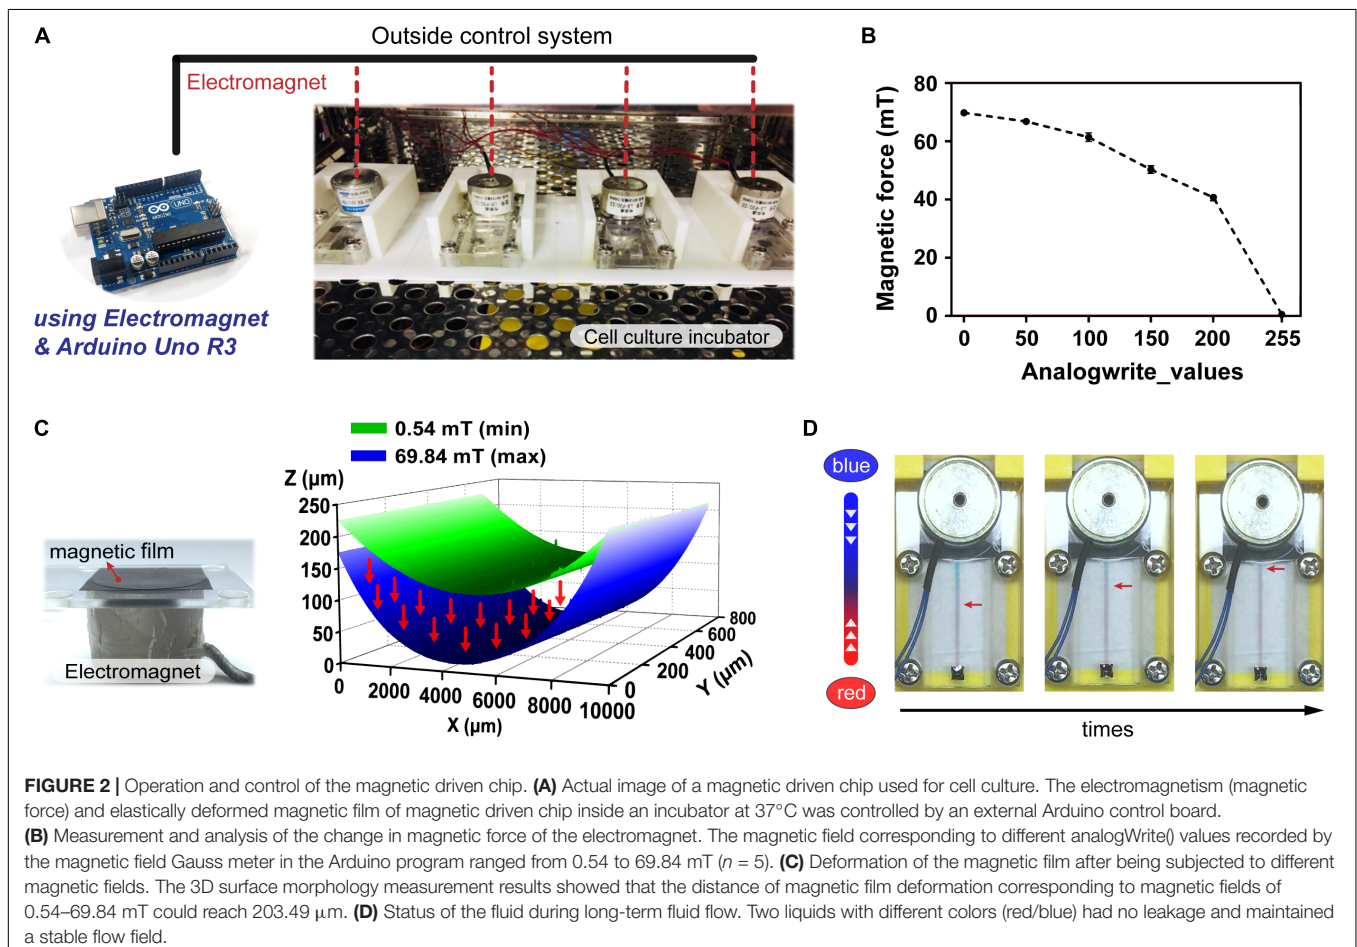 A
Outside control system
Electromagnet
UNO
using Electromagnet
& Arduino Uno R3
Cell culture incubator
B
Magnetic force (mT)
80
60
40
20
0
0 50 100 150 200 255
Analogwrite_values
C
0.54 mT (min)
69.84 mT (max)
Z (µm)
250
200
150
100
50
0
0 2000 4000 6000 8000 10000
X (µm)
0 200 400 600 800
Y (µm)
magnetic film
Electromagnet
D
blue
red
times
FIGURE 2 | Operation and control of the magnetic driven chip. (A) Actual image of a magnetic driven chip used for cell culture. The electromagnetism (magnetic
force) and elastically deformed magnetic film of magnetic driven chip inside an incubator at 37°C was controlled by an external Arduino control board.
(B) Measurement and analysis of the change in magnetic force of the electromagnet. The magnetic field corresponding to different analogWrite() values recorded by
the magnetic field Gauss meter in the Arduino program ranged from 0.54 to 69.84 mT (n = 5). (C) Deformation of the magnetic film after being subjected to different
magnetic fields. The 3D surface morphology measurement results showed that the distance of magnetic film deformation corresponding to magnetic fields of
0.54–69.84 mT could reach 203.49 µm. (D) Status of the fluid during long-term fluid flow. Two liquids with different colors (red/blue) had no leakage and maintained
a stable flow field.